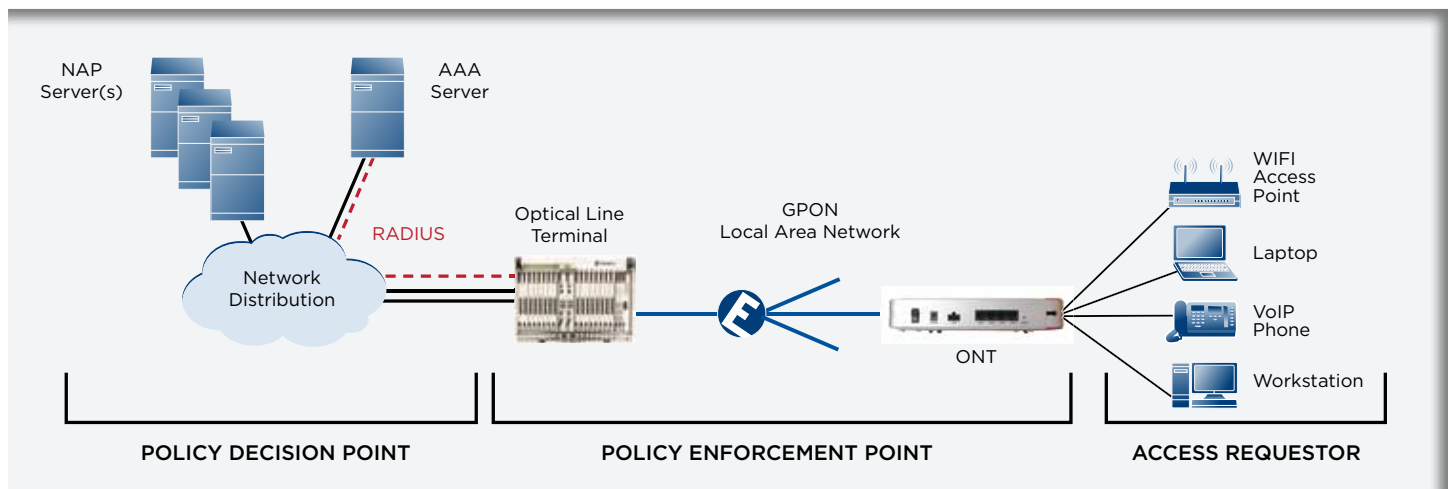 NAP
Server(s)
AAA
Server
RADIUS
Network
Distribution
Optical Line
Terminal
GPON
Local Area Network
E
ONT
WIFI
Access
Point
Laptop
VoIP
Phone
Workstation
POLICY DECISION POINT
POLICY ENFORCEMENT POINT
ACCESS REQUESTOR